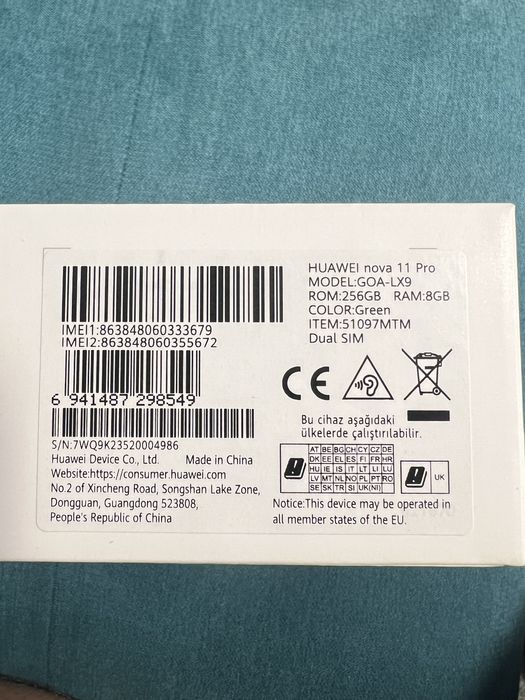 HUAWEI nova 11 Pro
MODEL:GOA-LX9
ROM:256GB RAM:8GB
COLOR:Green
ITEM:51097MTM
Dual SIM
IMEI1:863848060333679
IMEI2:863848060355672
6 941487 298549
S/N:7WQ9K23520004986
Huawei Device Co., Ltd. Made in China
Website:https://consumer.huawei.com
No.2 of Xincheng Road, Songshan Lake Zone,
Dongguan, Guangdong 523808,
People's Republic of China
CE
Bu cihaz aşağıdaki
ülkelerde çalıştırılabilir.
AT BE BG CH CY CZ DE
DK EE EL ES FI FR HR
HU IE IS IT LT LI LU
LV MT NL NO PL PT RO
SE SK TR SI UK(NI)
UK
Notice:This device may be operated in
all member states of the EU.